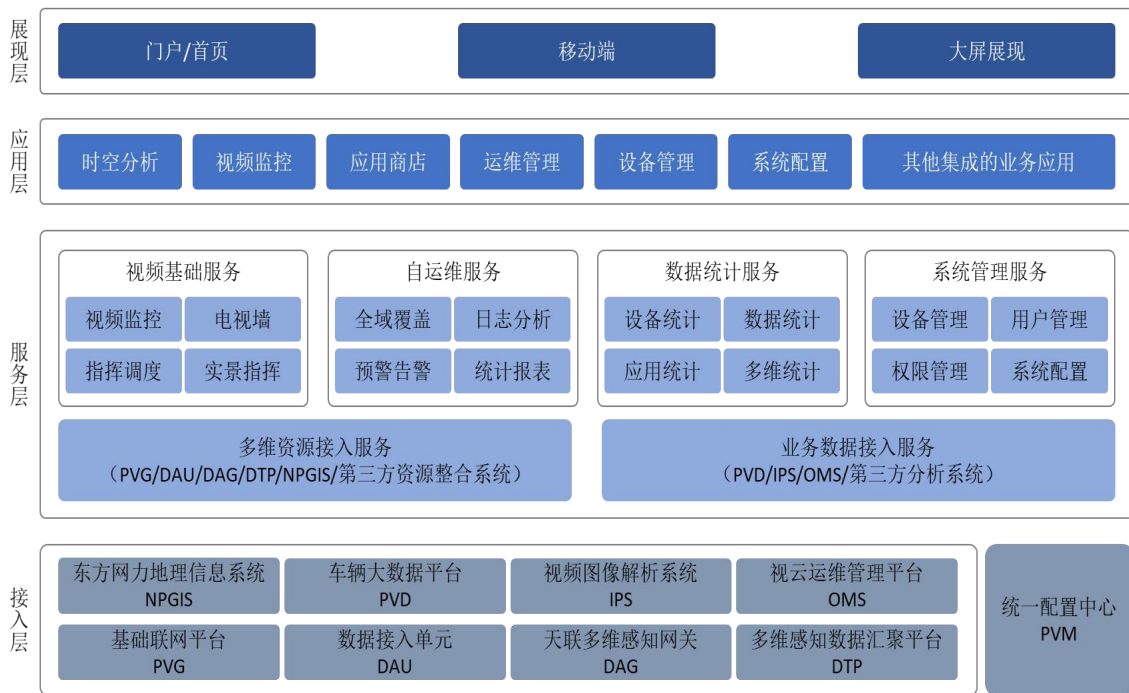 展现层
门户/首页
移动端
大屏展现
应用层
时空分析
视频监控
应用商店
运维管理
设备管理
系统配置
其他集成的业务应用
服务层
视频基础服务
视频监控
电视墙
指挥调度
实景指挥
自运维服务
全域覆盖
日志分析
预警告警
统计报表
数据统计服务
设备统计
数据统计
应用统计
多维统计
系统管理服务
设备管理
用户管理
权限管理
系统配置
多维资源接入服务
（PVG/DAU/DAG/DTP/NPGIS/第三方资源整合系统）
业务数据接入服务
（PVD/IPS/OMS/第三方分析系统）
接入层
东方网力地理信息系统
NPGIS
车辆大数据平台
PVD
视频图像解析系统
IPS
视云运维管理平台
OMS
基础联网平台
PVG
数据接入单元
DAU
天联多维感知网关
DAG
多维感知数据汇聚平台
DTP
统一配置中心
PVM